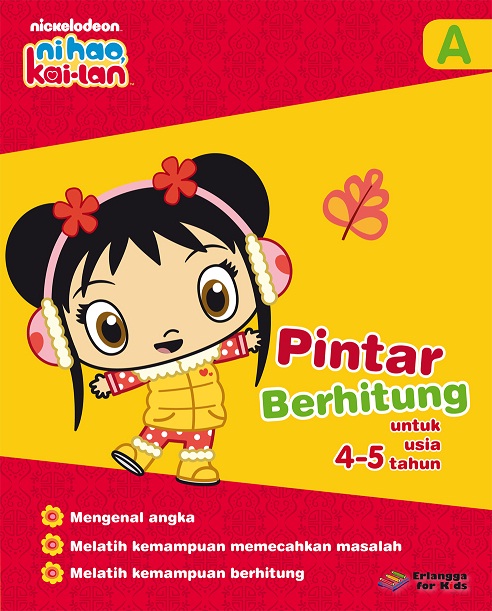 nickelodeon
ni hao,
kai-lan™
A
Pintar
Berhitung
untuk
usia
4-5 tahun
Mengenal angka
Melatih kemampuan memecahkan masalah
Melatih kemampuan berhitung
Erlangga
for Kids